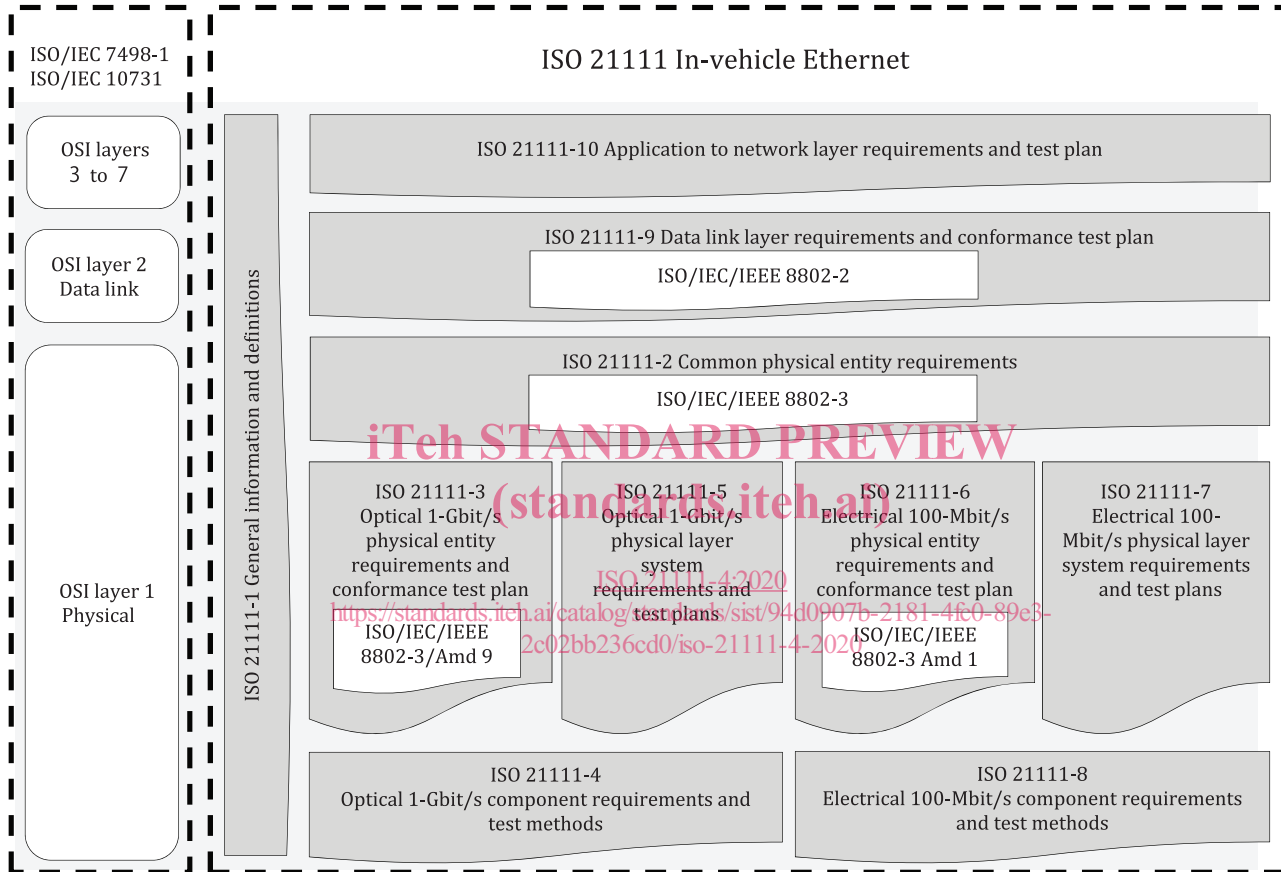 ISO/IEC 7498-1
ISO/IEC 10731
ISO 21111 In-vehicle Ethernet
OSI layers
3 to 7
OSI layer 2
Data link
OSI layer 1
Physical
ISO 21111-1 General information and definitions
ISO 21111-10 Application to network layer requirements and test plan
ISO 21111-9 Data link layer requirements and conformance test plan
ISO/IEC/IEEE 8802-2
ISO 21111-2 Common physical entity requirements
ISO/IEC/IEEE 8802-3
iTeh STANDARD PREVIEW
(standards.iteh.ai)
ISO 21111-4:2020
https://standards.iteh.ai/catalog/standards/sist/94d0907b-2181-4fc0-89e3-
2c02bb236cd0/iso-21111-4-2020
ISO 21111-3
Optical 1-Gbit/s
physical entity
requirements and
conformance test plan
ISO/IEC/IEEE
8802-3/Amd 9
ISO 21111-5
Optical 1-Gbit/s
physical layer
system
requirements and
test plans
ISO 21111-6
Electrical 100-Mbit/s
physical entity
requirements and
conformance test plan
ISO/IEC/IEEE
8802-3 Amd 1
ISO 21111-7
Electrical 100-
Mbit/s physical layer
system requirements
and test plans
ISO 21111-4
Optical 1-Gbit/s component requirements and
test methods
ISO 21111-8
Electrical 100-Mbit/s component requirements
and test methods